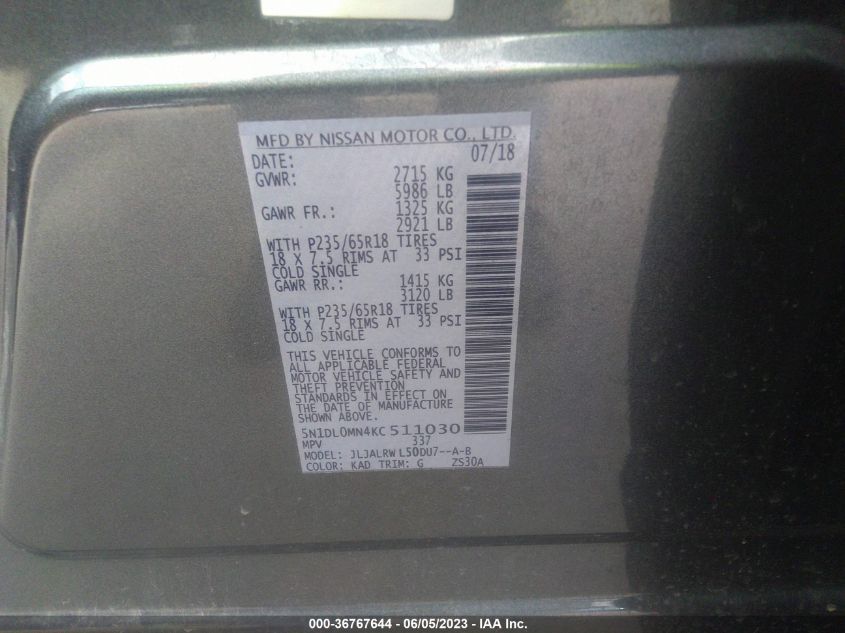 MFD BY NISSAN MOTOR CO., LTD.
DATE: 07/18
GVWR: 2715 KG
5986 LB
GAWR FR.: 1325 KG
2921 LB
WITH P235/65R18 TIRES
18 X 7.5 RIMS AT 33 PSI
COLD SINGLE
GAWR RR.: 1415 KG
3120 LB
WITH P235/65R18 TIRES
18 X 7.5 RIMS AT 33 PSI
COLD SINGLE
THIS VEHICLE CONFORMS TO
ALL APPLICABLE FEDERAL
MOTOR VEHICLE SAFETY AND
THEFT PREVENTION
STANDARDS IN EFFECT ON
THE DATE OF MANUFACTURE
SHOWN ABOVE.
5N1DL0MN4KC511030
MPV 337
MODEL: JLJALRWL50DU7--A-B
COLOR: KAD TRIM: G ZS30A
000-36767644 - 06/05/2023 - IAA Inc.